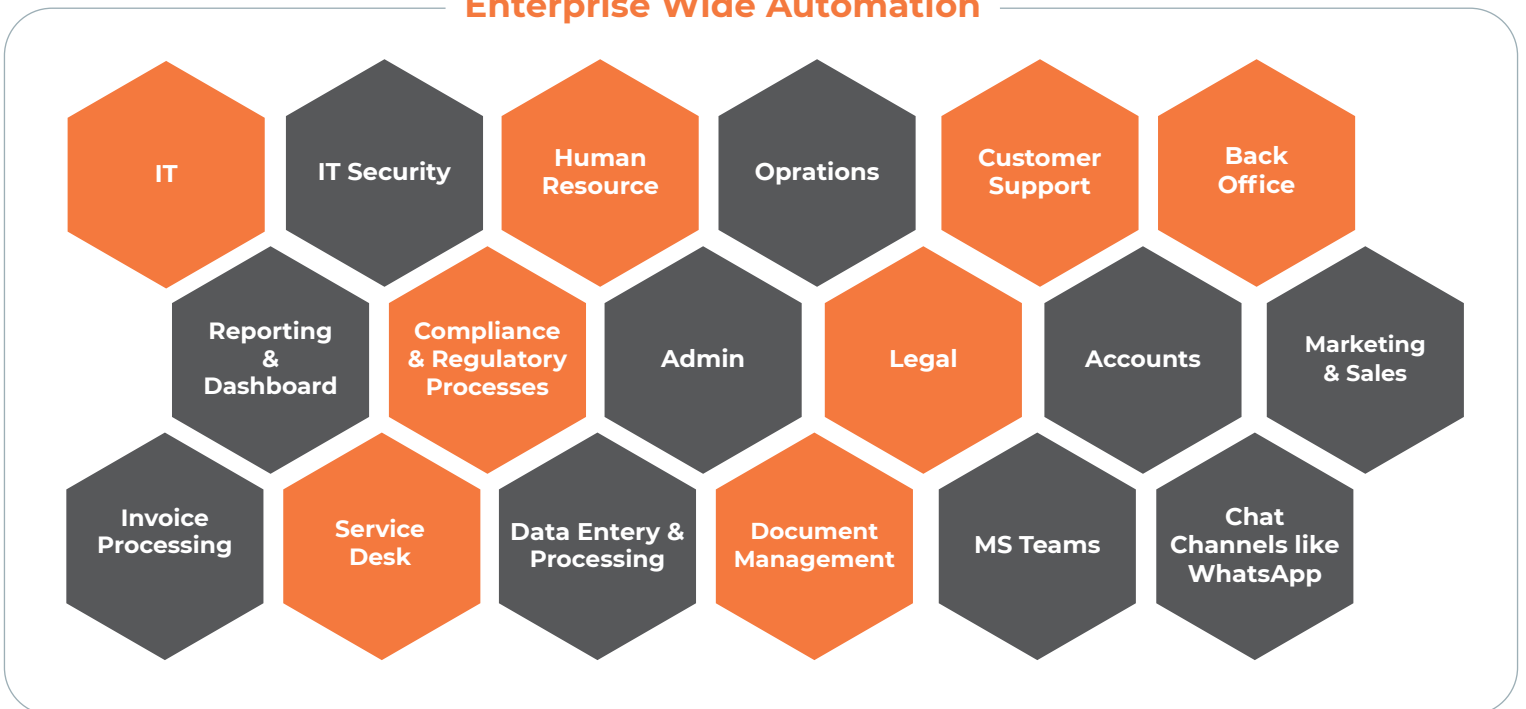 Enterprise Wide Automation
IT
IT Security
Human
Resource
Oprations
Customer
Support
Back
Office
Reporting
&
Dashboard
Compliance
& Regulatory
Processes
Admin
Legal
Accounts
Marketing
& Sales
Invoice
Processing
Service
Desk
Data Entery &
Processing
Document
Management
MS Teams
Chat
Channels like
WhatsApp